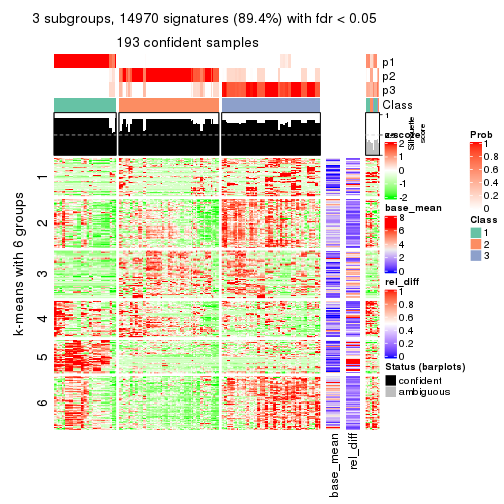 3 subgroups, 14970 signatures (89.4%) with fdr < 0.05
193 confident samples
p1
p2
p3
Class
1
Silhouette
score
z-score
2
1
0
-1
-2
base_mean
8
6
4
2
0
rel_diff
1
0.8
0.6
0.4
0.2
0
Status (barplots)
confident
ambiguous
Prob
1
0.8
0.6
0.4
0.2
0
Class
1
2
3
k-means with 6 groups
1
2
3
4
5
6
base_mean
rel_diff